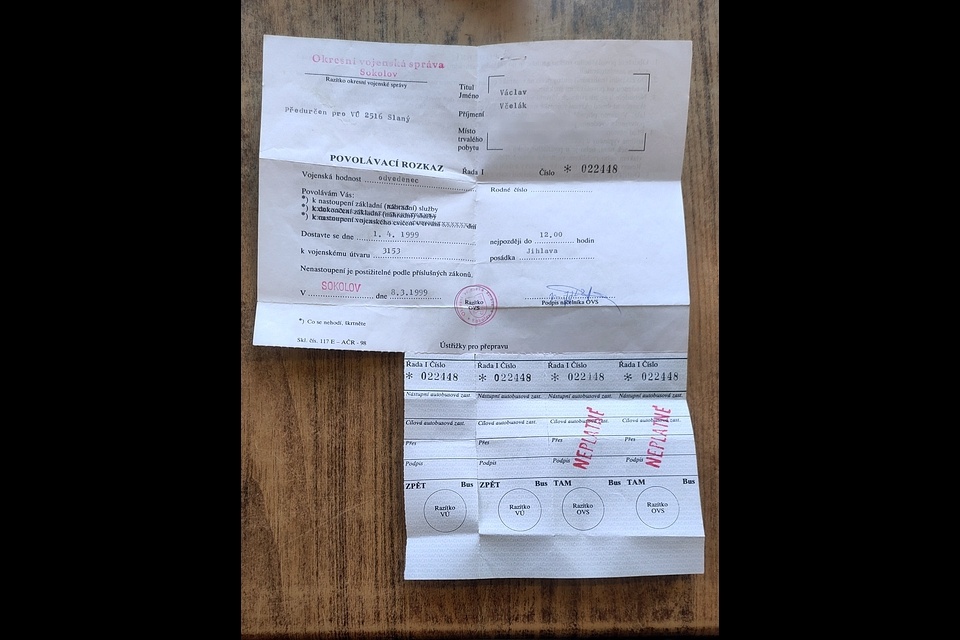 Okresní vojenská správa
Sokolov
Razítko okresní vojenské správy
Předurčen pro VÚ 2516 Slaný
Titul
Jméno
Václav
Včelák
Příjmení
Místo
trvalého
pobytu
POVOLÁVACÍ ROZKAZ
Řada I
Číslo * 022448
Vojenská hodnost odvedenec
Rodné číslo
Povolávám Vás:
*) k nastoupení základní (náhradní) služby
*) k dokončení základní (náhradní) služby
*) k nastoupení vojenského cvičení v trvání dní
Dostavte se dne 1. 4. 1999
nejpozději do 12.00 hodin
k vojenskému útvaru 3153
posádka Jihlava
Nenastoupení je postižitelné podle příslušných zákonů.
V SOKOLOV dne 8.3.1999
Razítko
OVS
Podpis náčelníka OVS
*) Co se nehodí, škrtněte
Skl. čís. 117 E – AČR - 98
Ústřižky pro přepravu
Řada I Číslo Řada I Číslo Řada I Číslo Řada I Číslo
* 022448 * 022448 * 022448 * 022448
Nástupní autobusová zast. Nástupní autobusová zast. Nástupní autobusová zast. Nástupní autobusová zast.
Cílová autobusová zast. Cílová autobusová zast. Cílová autobusová zast. Cílová autobusová zast.
Přes Přes Přes Přes
NEPLATNÉ NEPLATNÉ
Podpis Podpis Podpis Podpis
ZPĚT Bus ZPĚT Bus TAM Bus TAM Bus
Razítko Razítko Razítko Razítko
VÚ VÚ OVS OVS